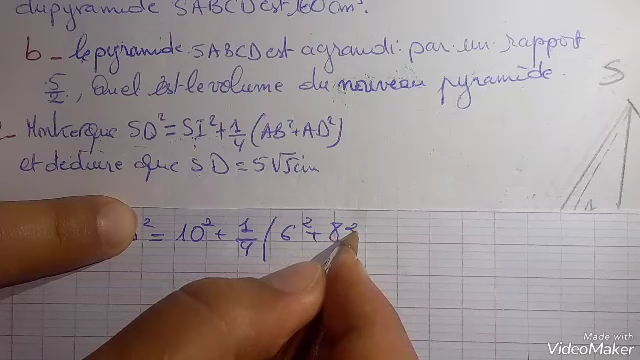 du pyramide SABCD est 160 cm³.
b - le pyramide SABCD est agrandi par un rapport
5/2, Quel est le volume du nouveau pyramide.
Monter que SD² = SI² + 1/4 (AB² + AD²)
et déduire que SD = 5√5 cm
S
² = 10² + 1/4 ( 6² + 8²
Made with
VideoMaker